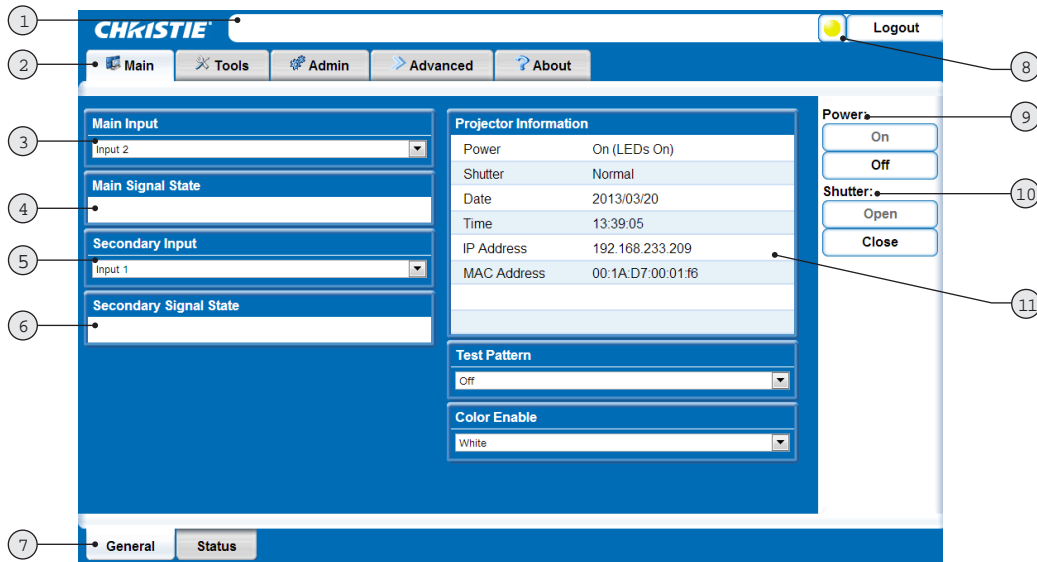 1
CHRISTIE
Logout
2
Main
Tools
Admin
Advanced
About
8
Main Input
Input 2
3
Main Signal State
4
Secondary Input
Input 1
5
Secondary Signal State
6
Projector Information
Power On (LEDs On)
Shutter Normal
Date 2013/03/20
Time 13:39:05
IP Address 192.168.233.209
MAC Address 00:1A:D7:00:01:f6
Test Pattern
Off
Color Enable
White
Power:
9
On
Off
Shutter:
10
Open
Close
11
7
General
Status